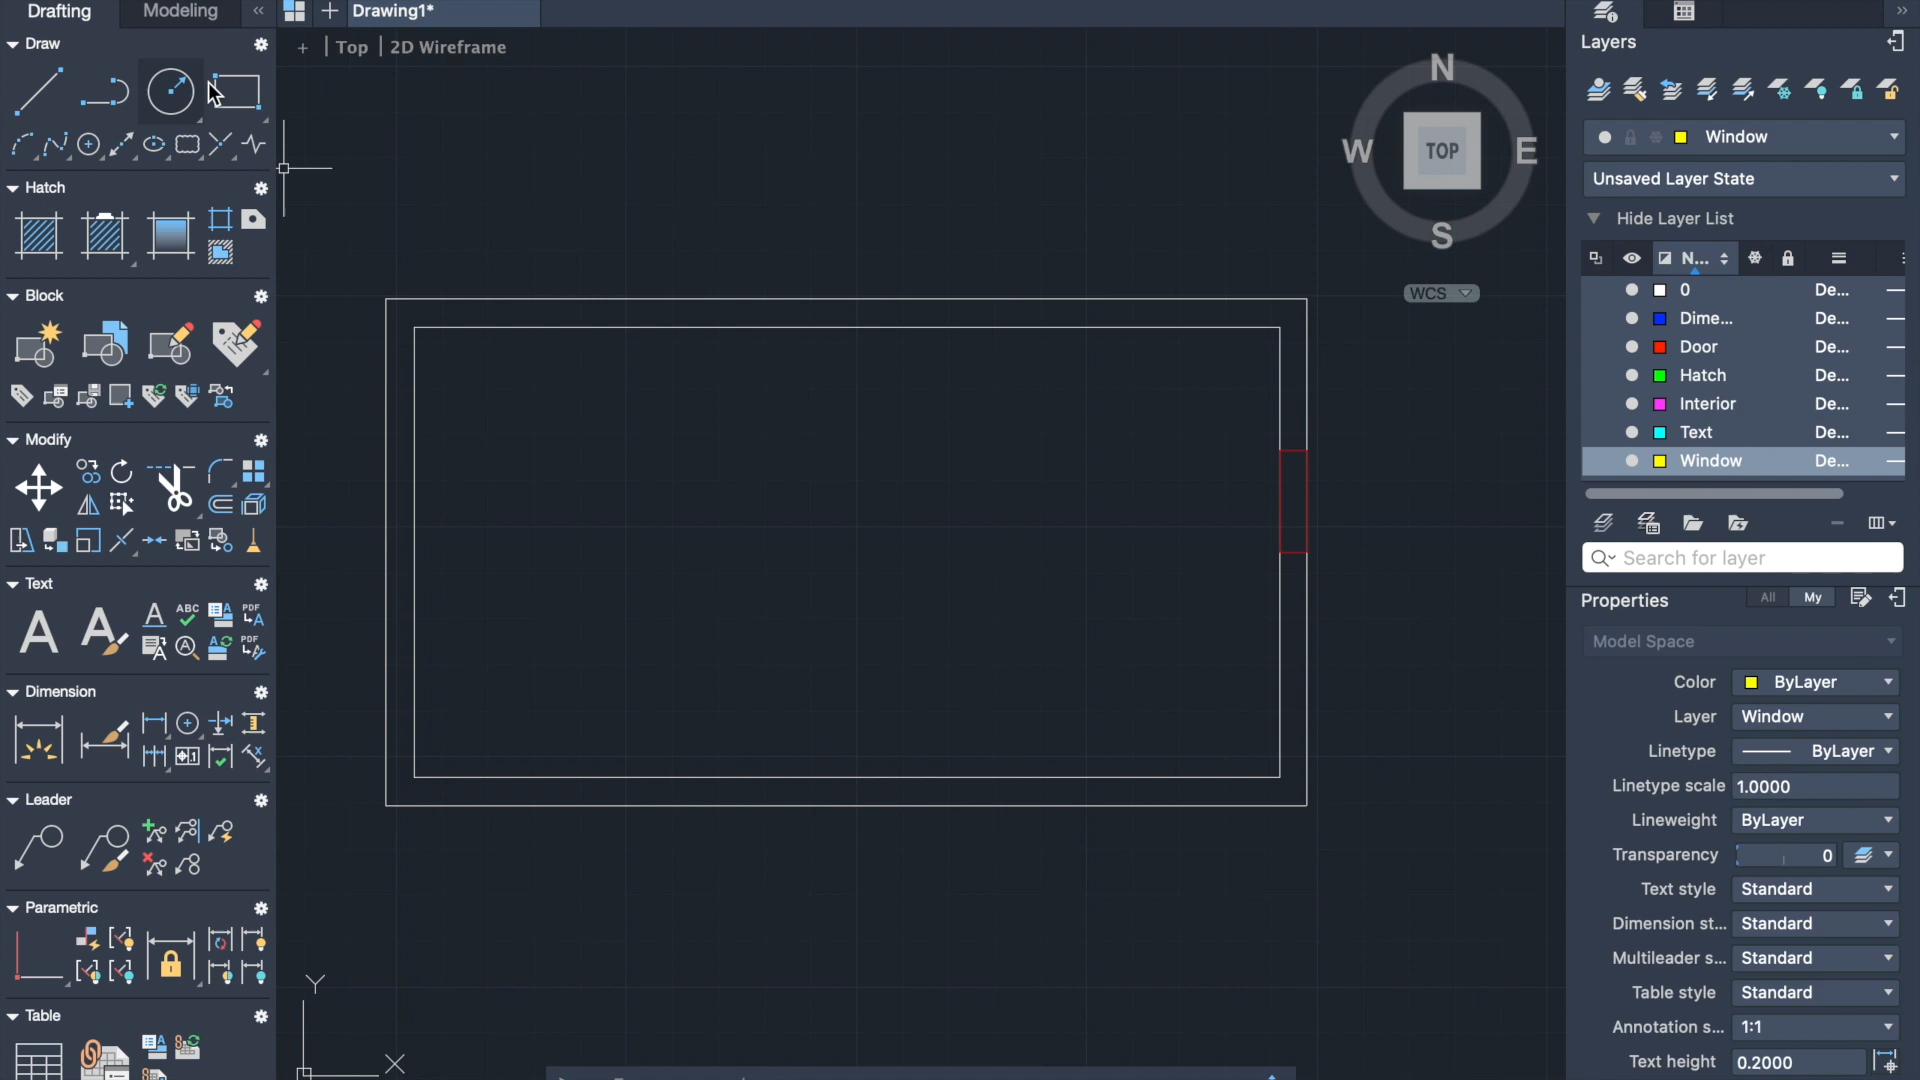 Drafting
Modeling
Drawing1*
Draw
Top
2D Wireframe
N
W
TOP
E
S
WCS
Hatch
Block
Modify
Text
A
A
A
ABC
A
PDF
A
A
A
A
PDF
Dimension
Leader
Parametric
Table
Y
X
Layers
Window
Unsaved Layer State
Hide Layer List
N...
0 De...
Dime... De...
Door De...
Hatch De...
Interior De...
Text De...
Window De...
Search for layer
Properties
All
My
Model Space
Color ByLayer
Layer Window
Linetype ByLayer
Linetype scale 1.0000
Lineweight ByLayer
Transparency 0
Text style Standard
Dimension st... Standard
Multileader s... Standard
Table style Standard
Annotation s... 1:1
Text height 0.2000